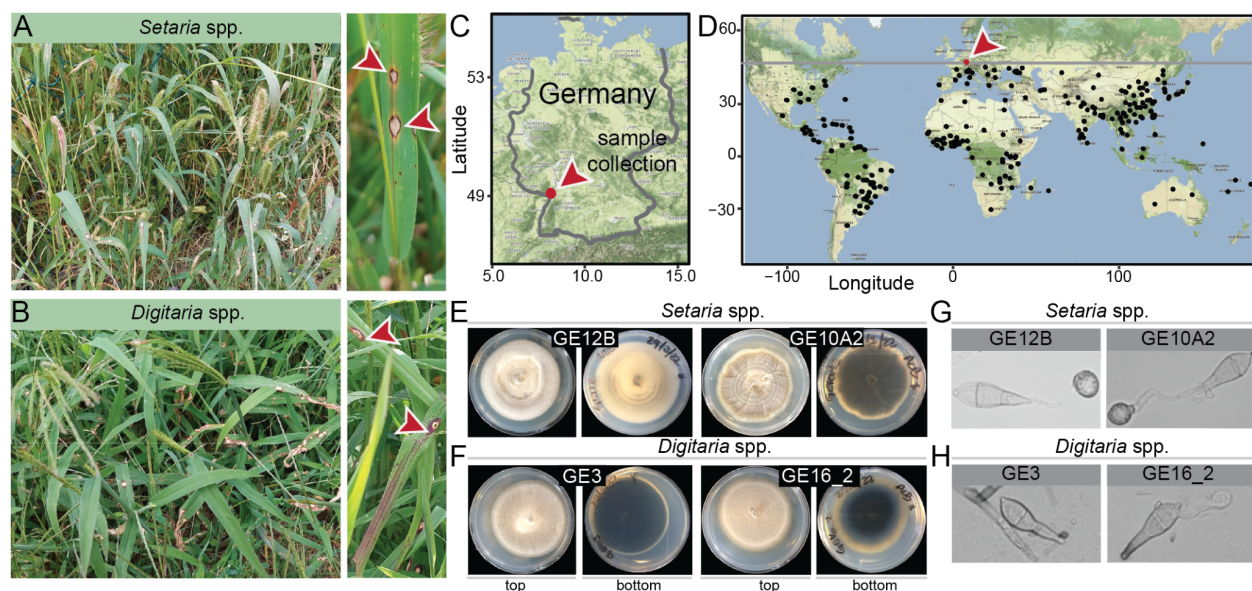 A
Setaria spp.
B
Digitaria spp.
C
Germany
sample
collection
Latitude
53
49
5.0
10.0
15.0
D
60
30
0
−30
−100
0
100
Longitude
E
Setaria spp.
GE12B
GE10A2
F
Digitaria spp.
GE3
GE16_2
top
bottom
top
bottom
G
Setaria spp.
GE12B
GE10A2
H
Digitaria spp.
GE3
GE16_2